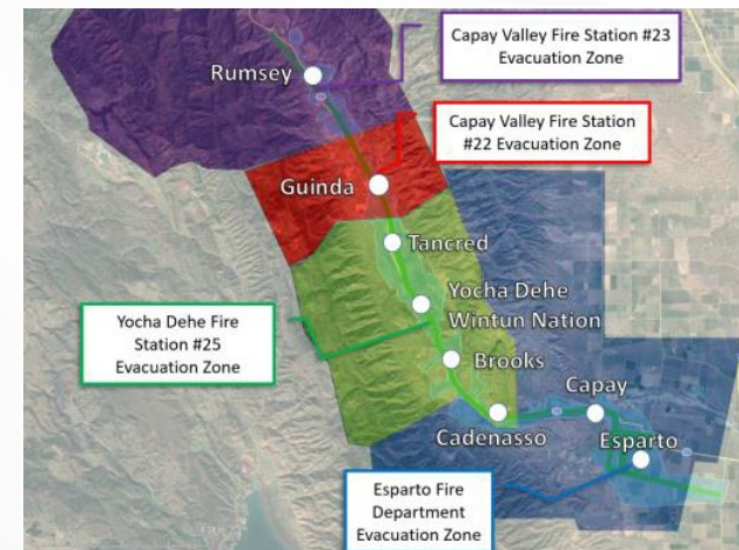 Capay Valley Fire Station #23
Evacuation Zone
Rumsey
Capay Valley Fire Station
#22 Evacuation Zone
Guinda
Tancred
Yocha Dehe
Wintun Nation
Yocha Dehe Fire
Station #25
Evacuation Zone
Brooks
Capay
Cadenasso
Esparto
Esparto Fire
Department
Evacuation Zone